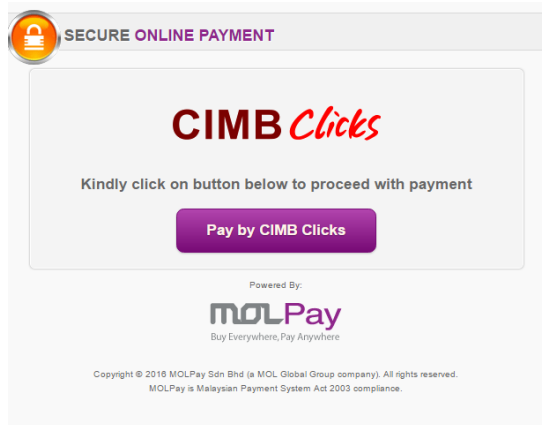 SECURE ONLINE PAYMENT
CIMB Clicks
Kindly click on button below to proceed with payment
Pay by CIMB Clicks
Powered By:
MOLPay
Buy Everywhere, Pay Anywhere
Copyright © 2016 MOLPay Sdn Bhd (a MOL Global Group company). All rights reserved.
MOLPay is Malaysian Payment System Act 2003 compliance.